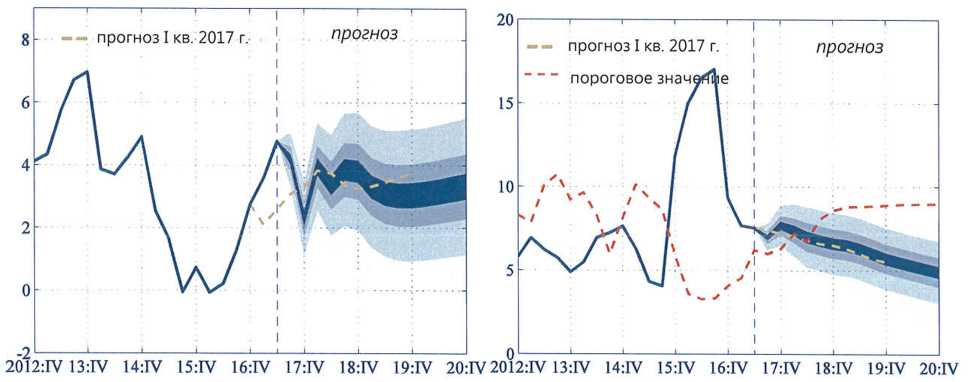 8
6
4
2
0
-2
прогноз I кв. 2017 г.
прогноз
2012:IV 13:IV 14:IV 15:IV 16:IV 17:IV 18:IV 19:IV 20:IV
20
15
10
5
0
прогноз I кв. 2017 г.
пороговое значение
прогноз
2012:IV 13:IV 14:IV 15:IV 16:IV 17:IV 18:IV 19:IV 20:IV